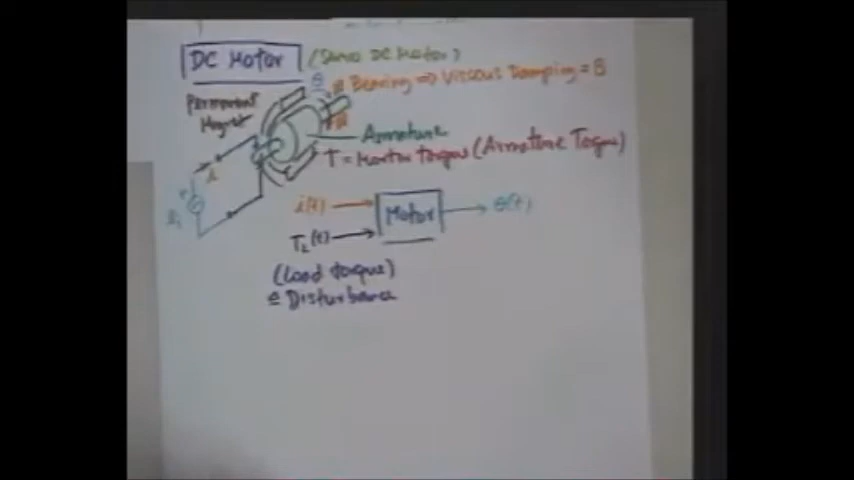 DC Motor (Servo DC Motor)
θ Bearing ⇒ Viscous Damping = B
Permanent
Magnet
Armature
T = Motor torque (Armature Torque)
i
i(t) Motor θ(t)
T_L(t)
(Load torque)
Disturbance